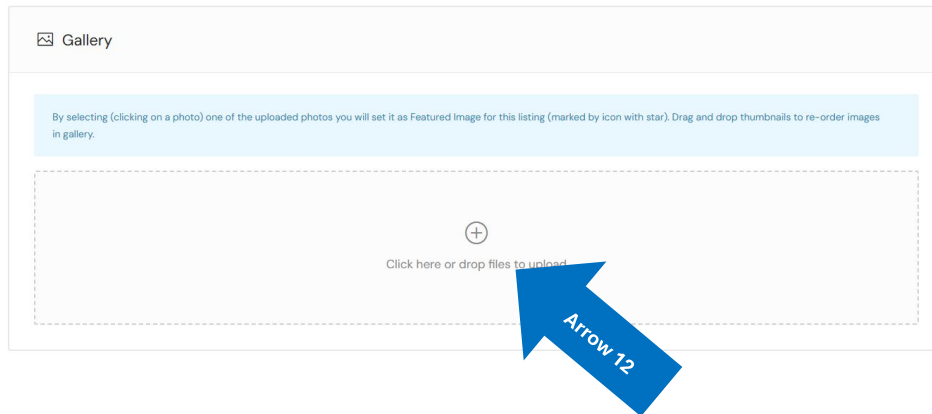 Gallery
By selecting (clicking on a photo) one of the uploaded photos you will set it as Featured Image for this listing (marked by icon with star). Drag and drop thumbnails to re-order images
in gallery.
Click here or drop files to upload
Arrow 12